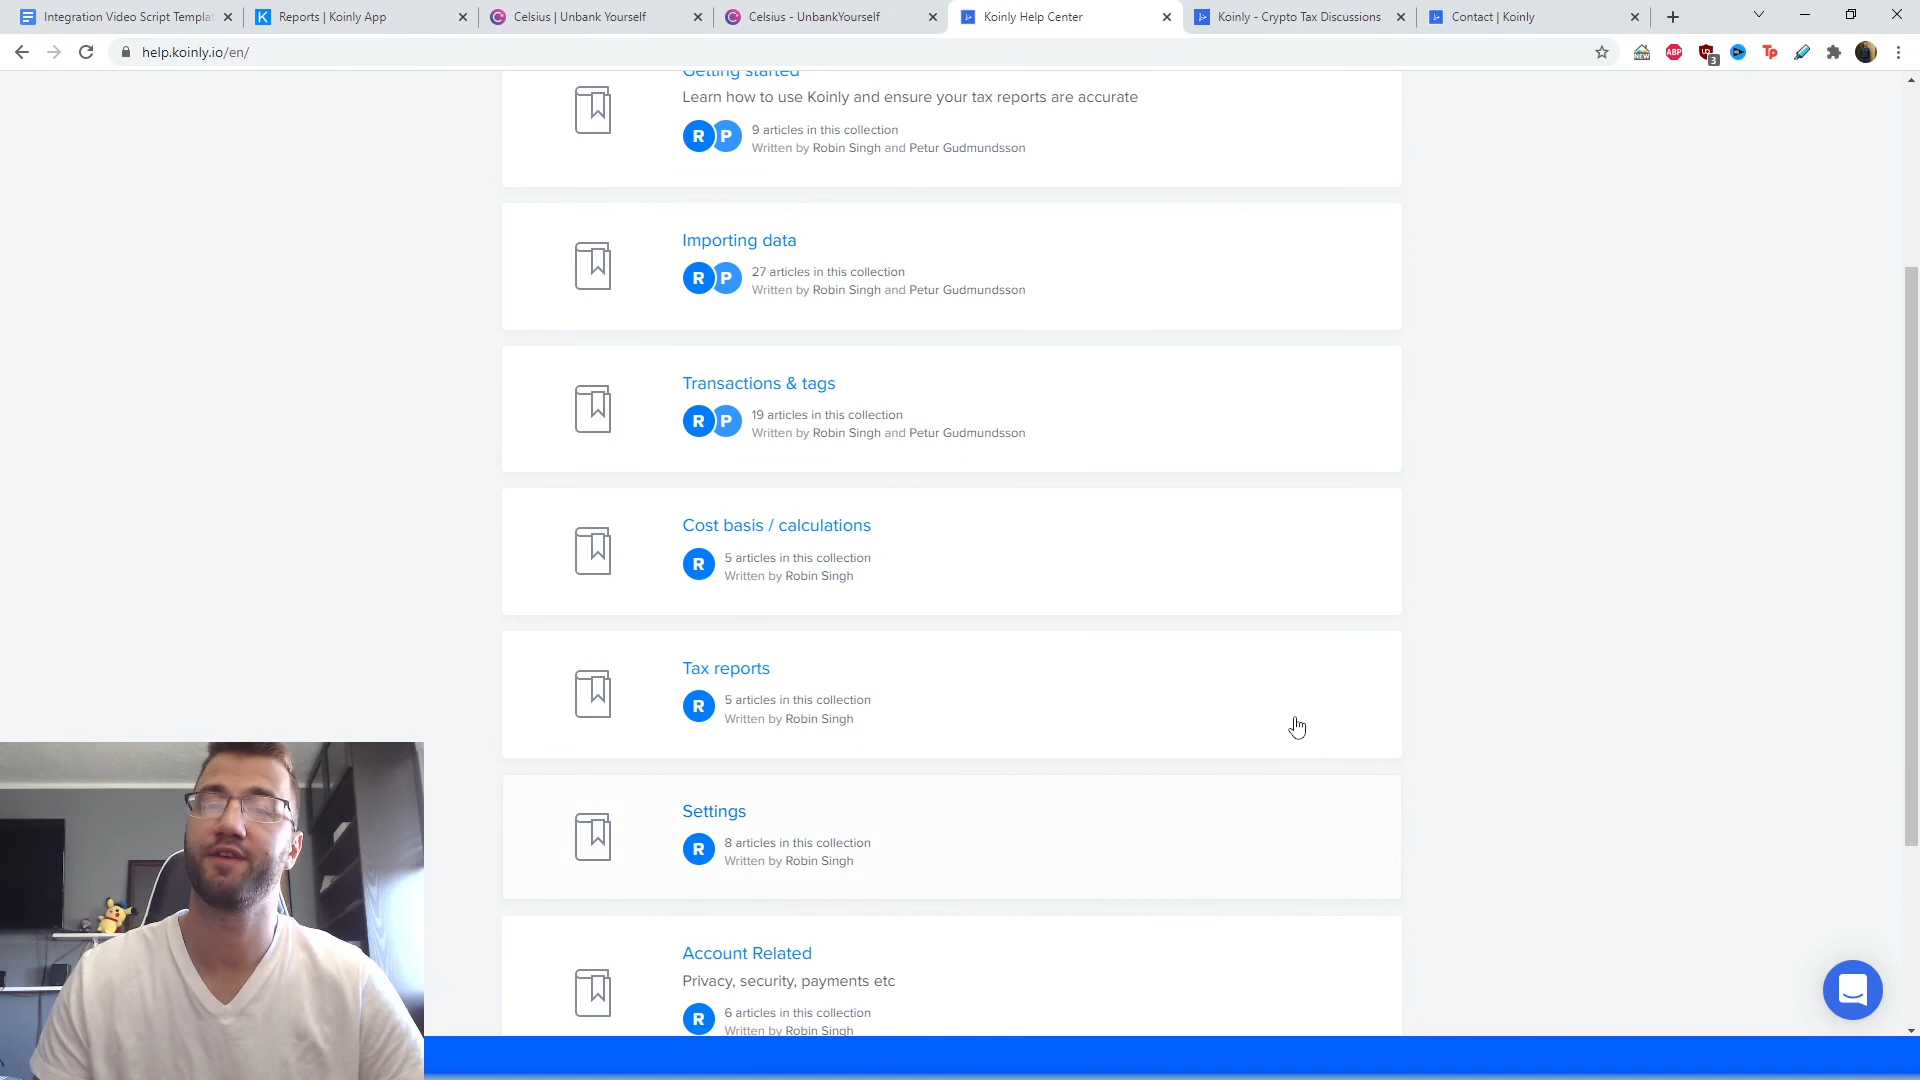 Integration Video Script Templat
Reports | Koinly App
Celsius | Unbank Yourself
Celsius - UnbankYourself
Koinly Help Center
Koinly - Crypto Tax Discussions
Contact | Koinly
help.koinly.io/en/
NEW
ABP
3
Tp
Getting started
Learn how to use Koinly and ensure your tax reports are accurate
R P
9 articles in this collection
Written by Robin Singh and Petur Gudmundsson
Importing data
R P
27 articles in this collection
Written by Robin Singh and Petur Gudmundsson
Transactions & tags
R P
19 articles in this collection
Written by Robin Singh and Petur Gudmundsson
Cost basis / calculations
R
5 articles in this collection
Written by Robin Singh
Tax reports
R
5 articles in this collection
Written by Robin Singh
Settings
R
8 articles in this collection
Written by Robin Singh
Account Related
Privacy, security, payments etc
R
6 articles in this collection
Written by Robin Singh